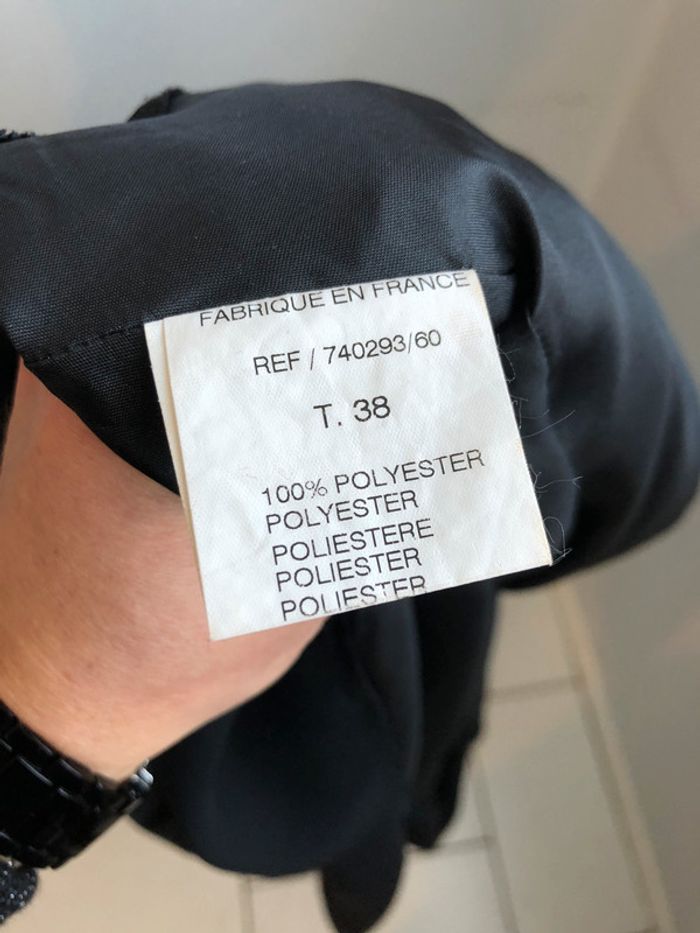 FABRIQUE EN FRANCE
REF / 740293/60
T. 38
100% POLYESTER
POLYESTER
POLIESTERE
POLIESTER
POLIESTER